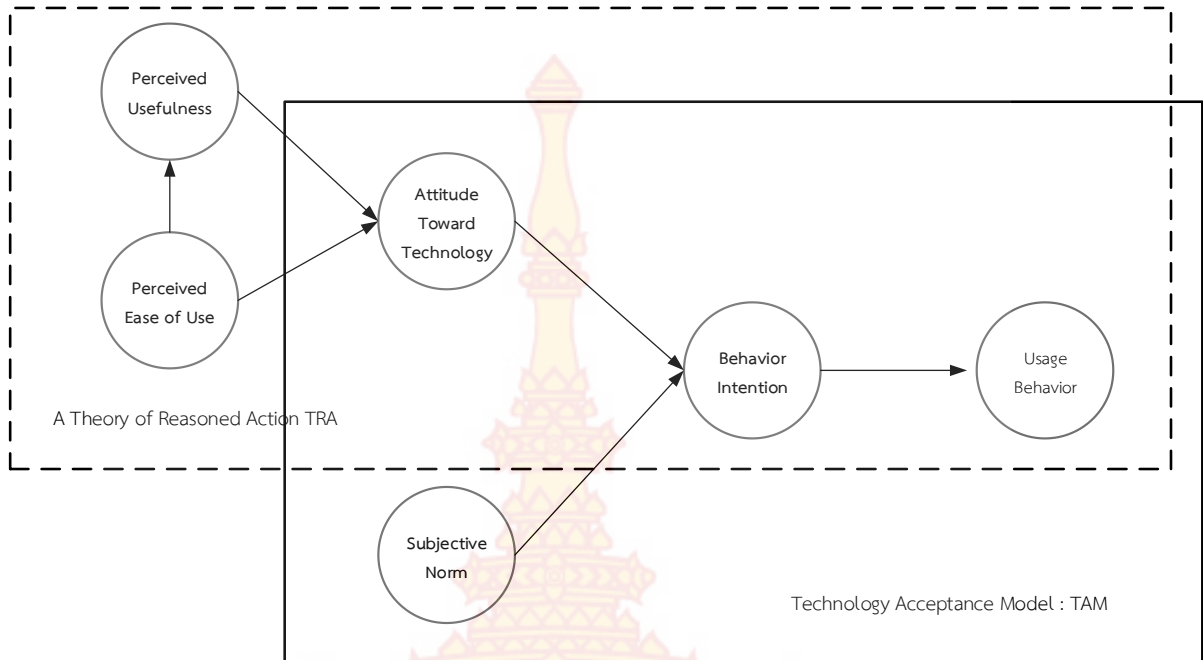 Perceived
Usefulness
Attitude
Toward
Technology
Perceived
Ease of Use
Behavior
Intention
Usage
Behavior
A Theory of Reasoned Action TRA
Subjective
Norm
Technology Acceptance Model : TAM